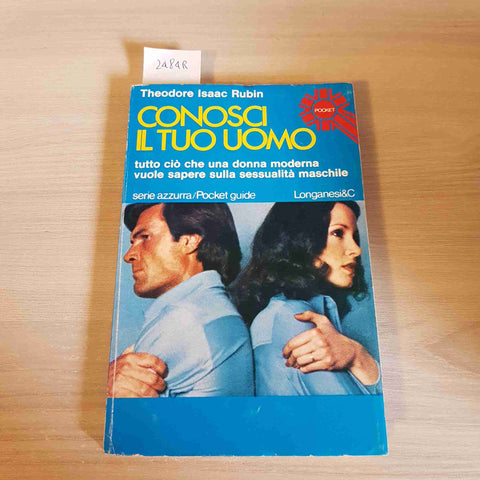 2484R
Theodore Isaac Rubin
POCKET
CONOSCI
IL TUO UOMO
tutto ciò che una donna moderna
vuole sapere sulla sessualità maschile
serie azzurra/Pocket guide Longanesi&C